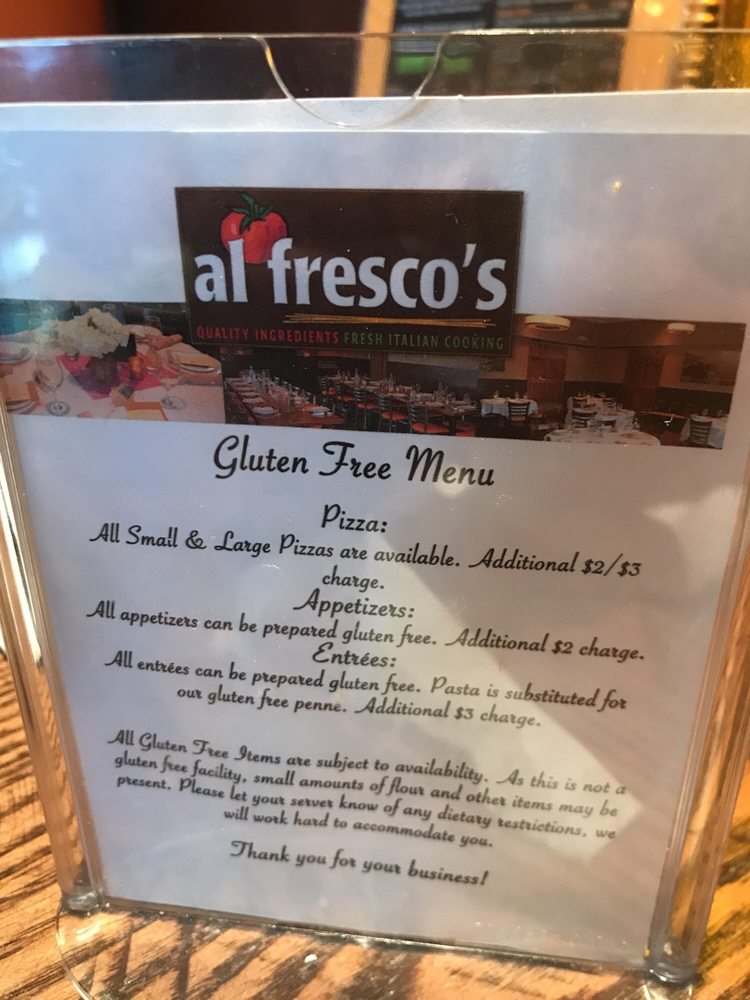 al fresco's
QUALITY INGREDIENTS FRESH ITALIAN COOKING
Gluten Free Menu
Pizza:
All Small & Large Pizzas are available. Additional $2/$3
charge.
Appetizers:
All appetizers can be prepared gluten free. Additional $2 charge.
Entrées:
All entrées can be prepared gluten free. Pasta is substituted for
our gluten free penne. Additional $3 charge.
All Gluten Free Items are subject to availability. As this is not a
gluten free facility, small amounts of flour and other items may be
present. Please let your server know of any dietary restrictions, we
will work hard to accommodate you.
Thank you for your business!